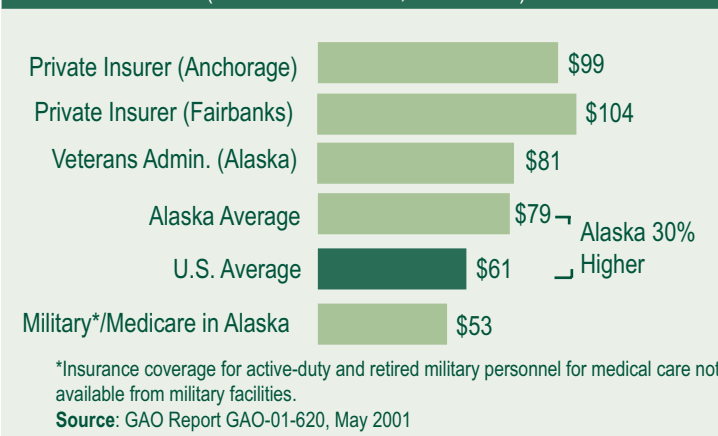 Private Insurer (Anchorage) $99
Private Insurer (Fairbanks) $104
Veterans Admin. (Alaska) $81
Alaska Average $79
Alaska 30%
Higher
U.S. Average $61
Military*/Medicare in Alaska $53
*Insurance coverage for active-duty and retired military personnel for medical care not
available from military facilities.
Source: GAO Report GAO-01-620, May 2001